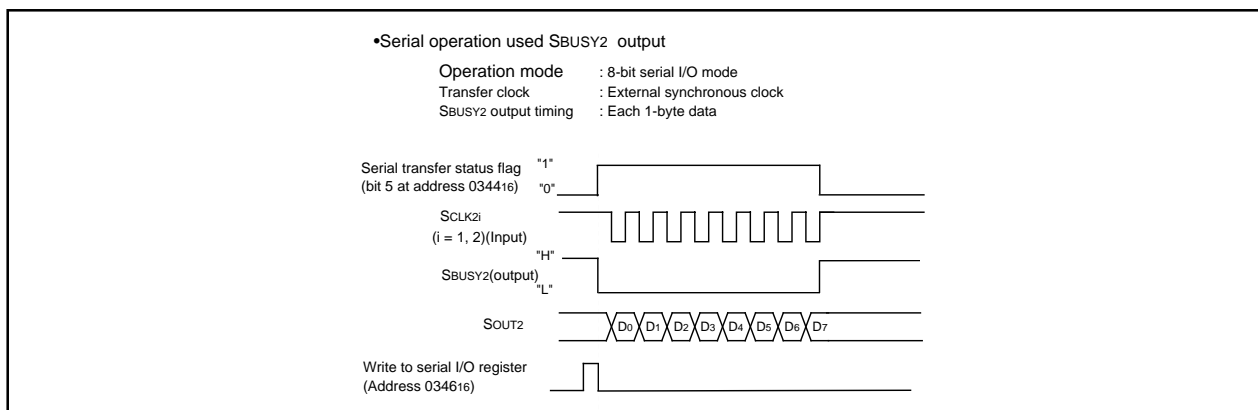 •Serial operation used SBUSY2 output
Operation mode : 8-bit serial I/O mode
Transfer clock : External synchronous clock
SBUSY2 output timing : Each 1-byte data
Serial transfer status flag "1"
(bit 5 at address 034416) "0"
SCLK2i
(i = 1, 2)(Input)
"H"
SBUSY2(output)
"L"
SOUT2 D0 D1 D2 D3 D4 D5 D6 D7
Write to serial I/O register
(Address 034616)